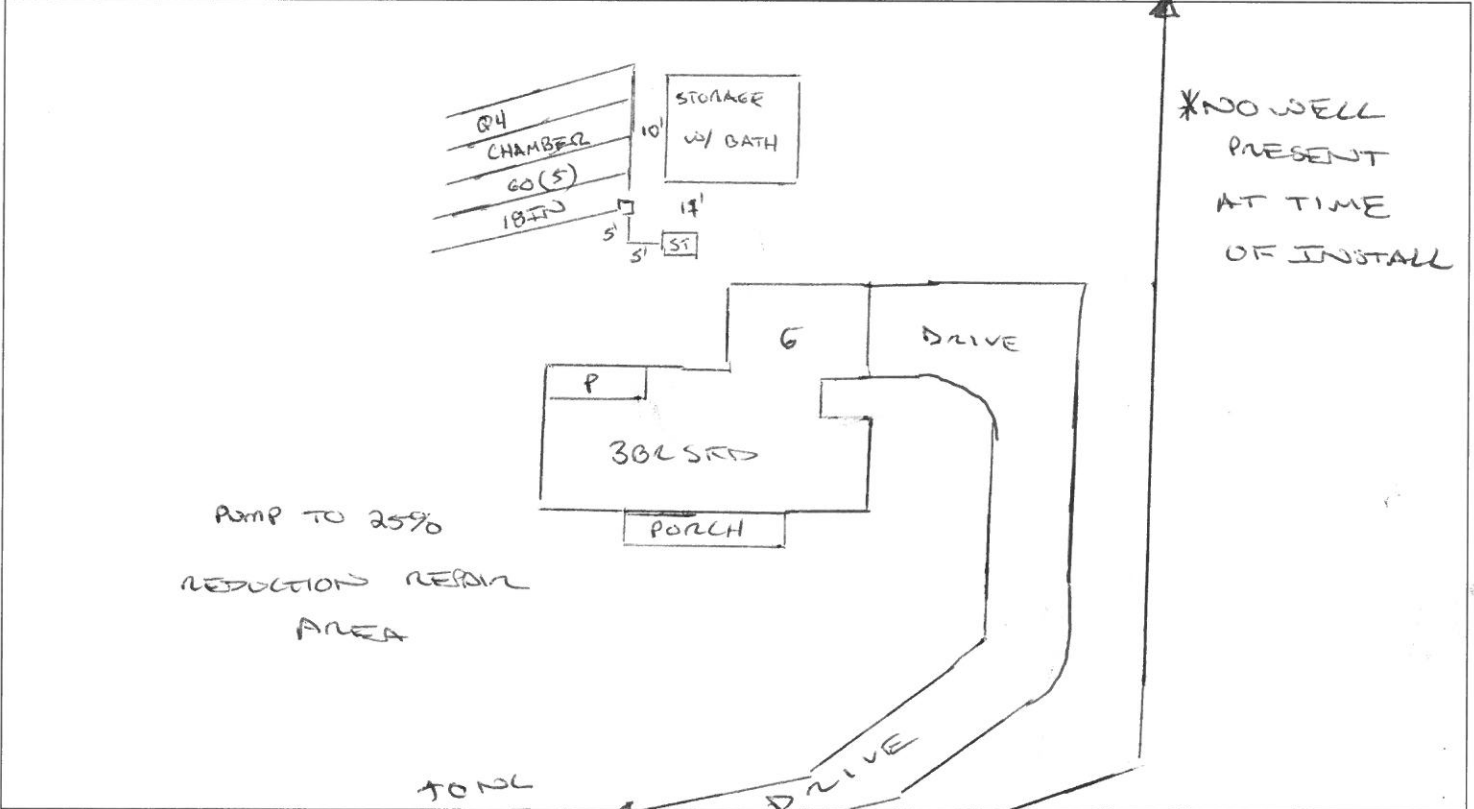 Q4
CHAMBER
60(5)
18IN
10'
STORAGE
W/ BATH
5'
5'
ST
*NO WELL
PRESENT
AT TIME
OF INSTALL
G
DRIVE
P
3BR SFD
PORCH
PUMP TO 25%
REDUCTION REPAIR
AREA
DRIVE